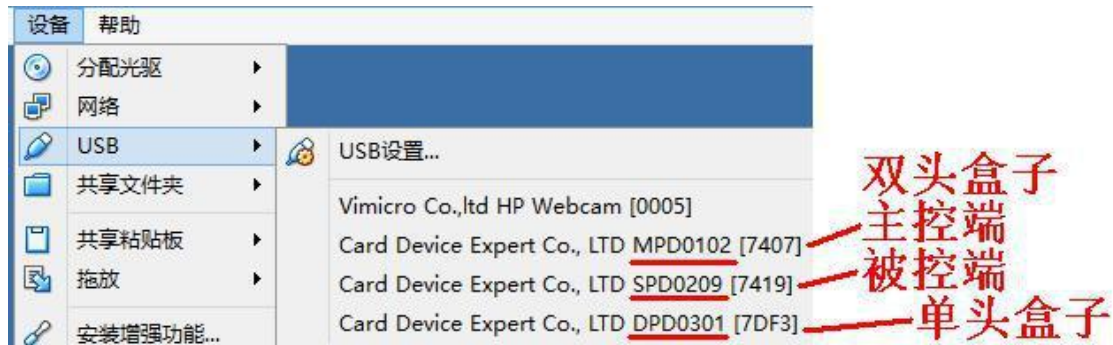 设备 帮助
分配光驱
网络
USB
USB设置...
共享文件夹
Vimicro Co.,ltd HP Webcam [0005]
双头盒子
共享粘贴板
Card Device Expert Co., LTD MPD0102 [7407]
主控端
拖放
Card Device Expert Co., LTD SPD0209 [7419]
被控端
安装增强功能...
Card Device Expert Co., LTD DPD0301 [7DF3]
单头盒子